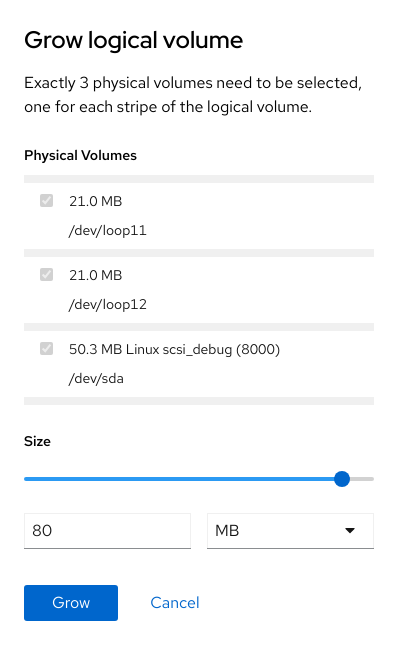 Grow logical volume
Exactly 3 physical volumes need to be selected,
one for each stripe of the logical volume.
Physical Volumes
21.0 MB
/dev/loop11
21.0 MB
/dev/loop12
50.3 MB Linux scsi_debug (8000)
/dev/sda
Size
80
MB
Grow
Cancel